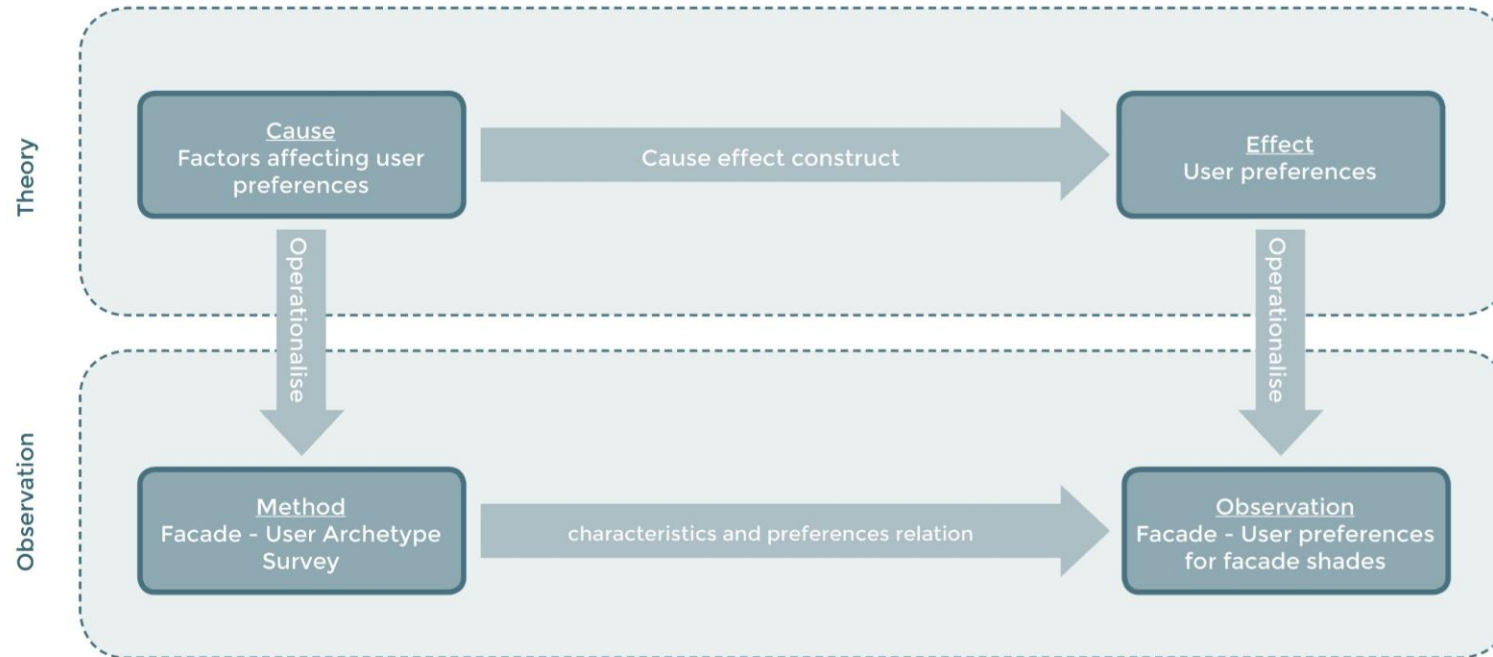 Theory
Cause
Factors affecting user
preferences
Cause effect construct
Effect
User preferences
Operationalise
Operationalise
Observation
Method
Facade - User Archetype
Survey
characteristics and preferences relation
Observation
Facade - User preferences
for facade shades